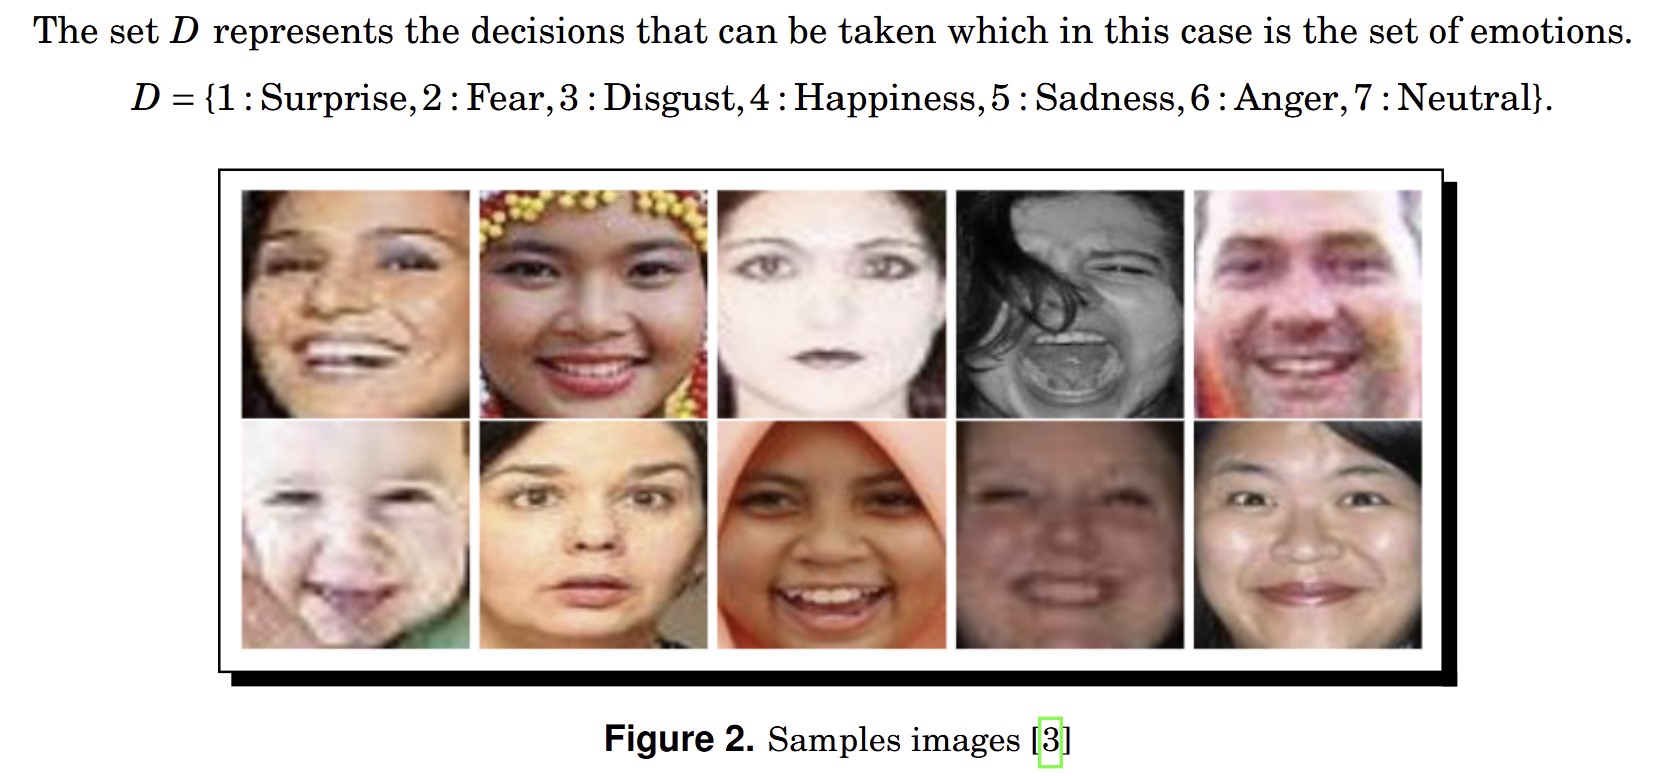 The set D represents the decisions that can be taken which in this case is the set of emotions.
D = {1 : Surprise, 2 : Fear, 3 : Disgust, 4 : Happiness, 5 : Sadness, 6 : Anger, 7 : Neutral}.
Figure 2. Samples images [3]